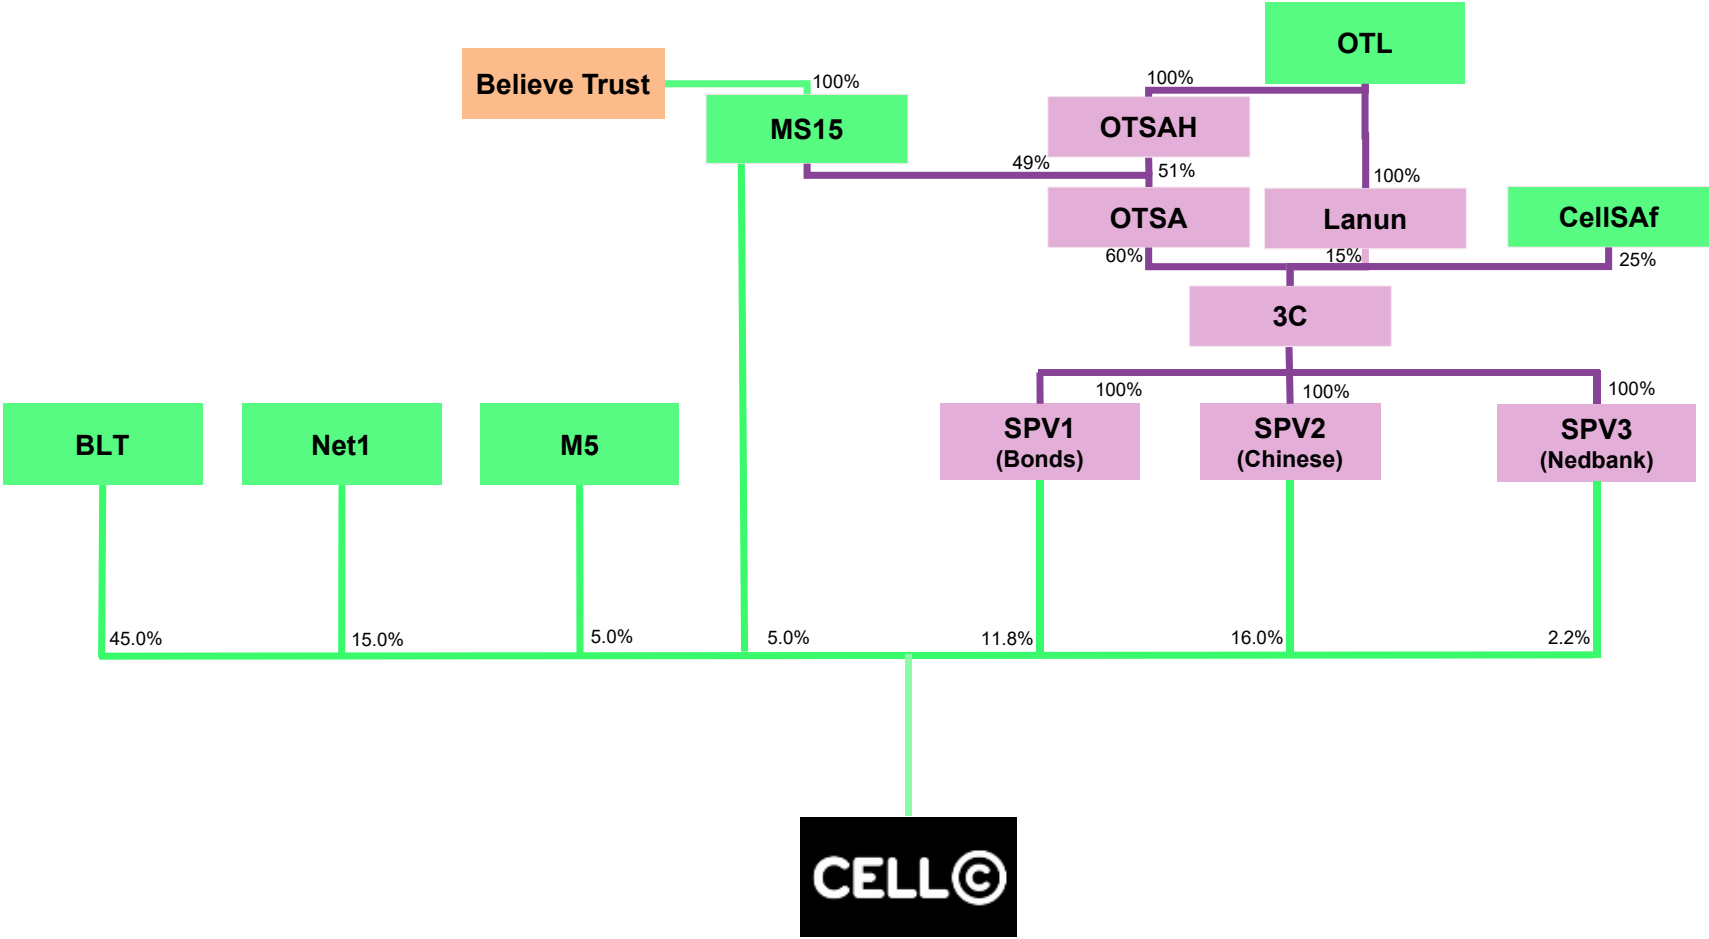 OTL
Believe Trust
100%
100%
MS15
OTSAH
49%
51%
100%
OTSA
Lanun
CellSAf
60%
15%
25%
3C
100%
100%
100%
BLT
Net1
M5
SPV1
(Bonds)
SPV2
(Chinese)
SPV3
(Nedbank)
45.0%
15.0%
5.0%
5.0%
11.8%
16.0%
2.2%
CELL©